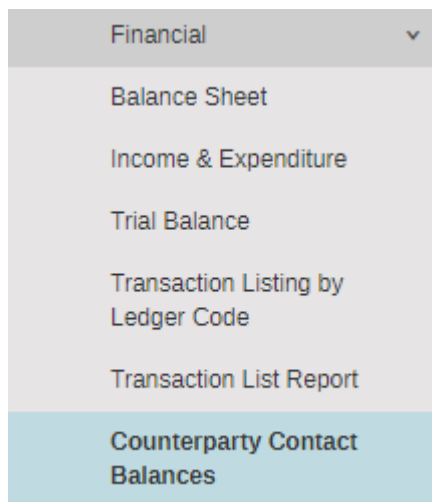 Financial
Balance Sheet
Income & Expenditure
Trial Balance
Transaction Listing by
Ledger Code
Transaction List Report
Counterparty Contact
Balances